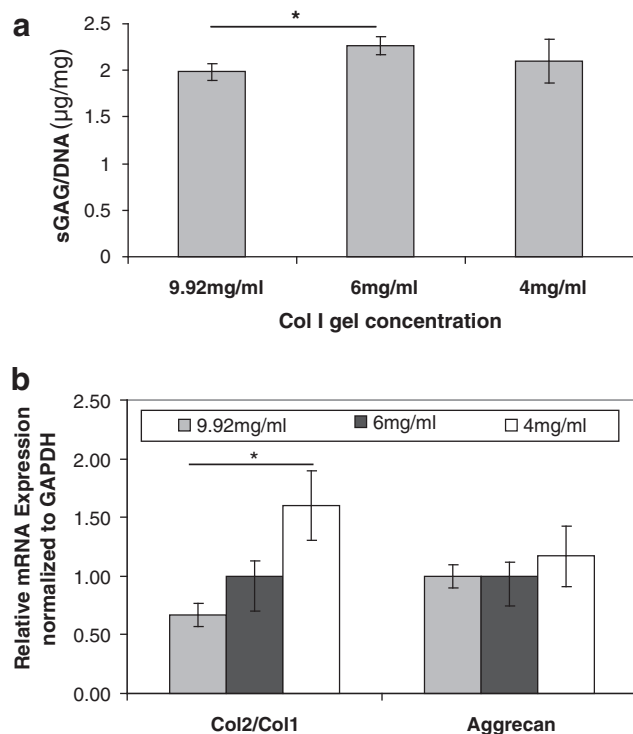 a
*
2.5
2
1.5
1
0.5
0
sGAG/DNA (µg/mg)
9.92mg/ml 6mg/ml 4mg/ml
Col I gel concentration
b
2.50
2.00
1.50
1.00
0.50
0.00
Relative mRNA Expression
normalized to GAPDH
9.92mg/ml 6mg/ml 4mg/ml
*
Col2/Col1 Aggrecan